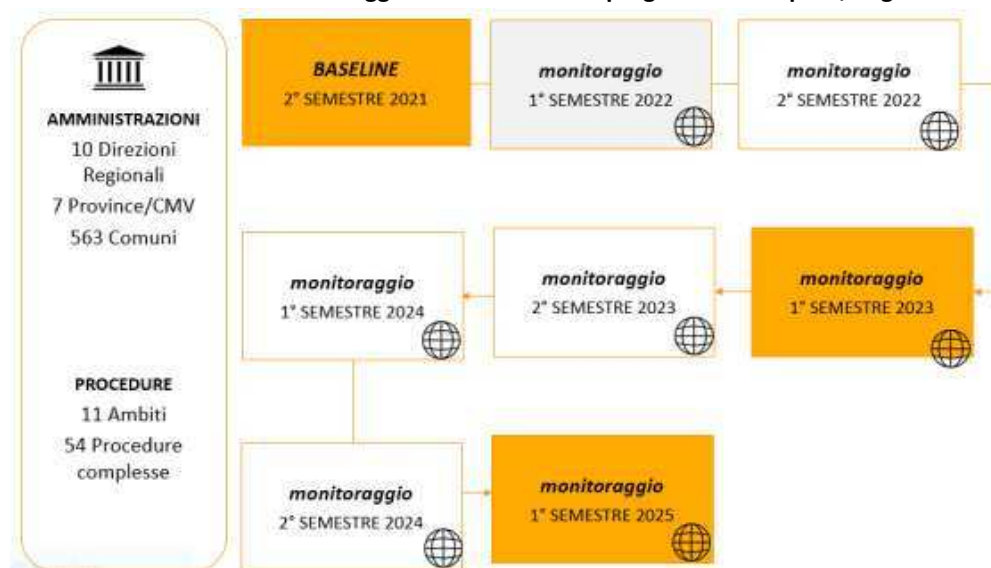 AMMINISTRAZIONI
10 Direzioni
Regionali
7 Province/CMV
563 Comuni
PROCEDURE
11 Ambiti
54 Procedure
complesse
BASELINE
2° SEMESTRE 2021
monitoraggio
1° SEMESTRE 2022
monitoraggio
2° SEMESTRE 2022
monitoraggio
1° SEMESTRE 2024
monitoraggio
2° SEMESTRE 2023
monitoraggio
1° SEMESTRE 2023
monitoraggio
2° SEMESTRE 2024
monitoraggio
1° SEMESTRE 2025